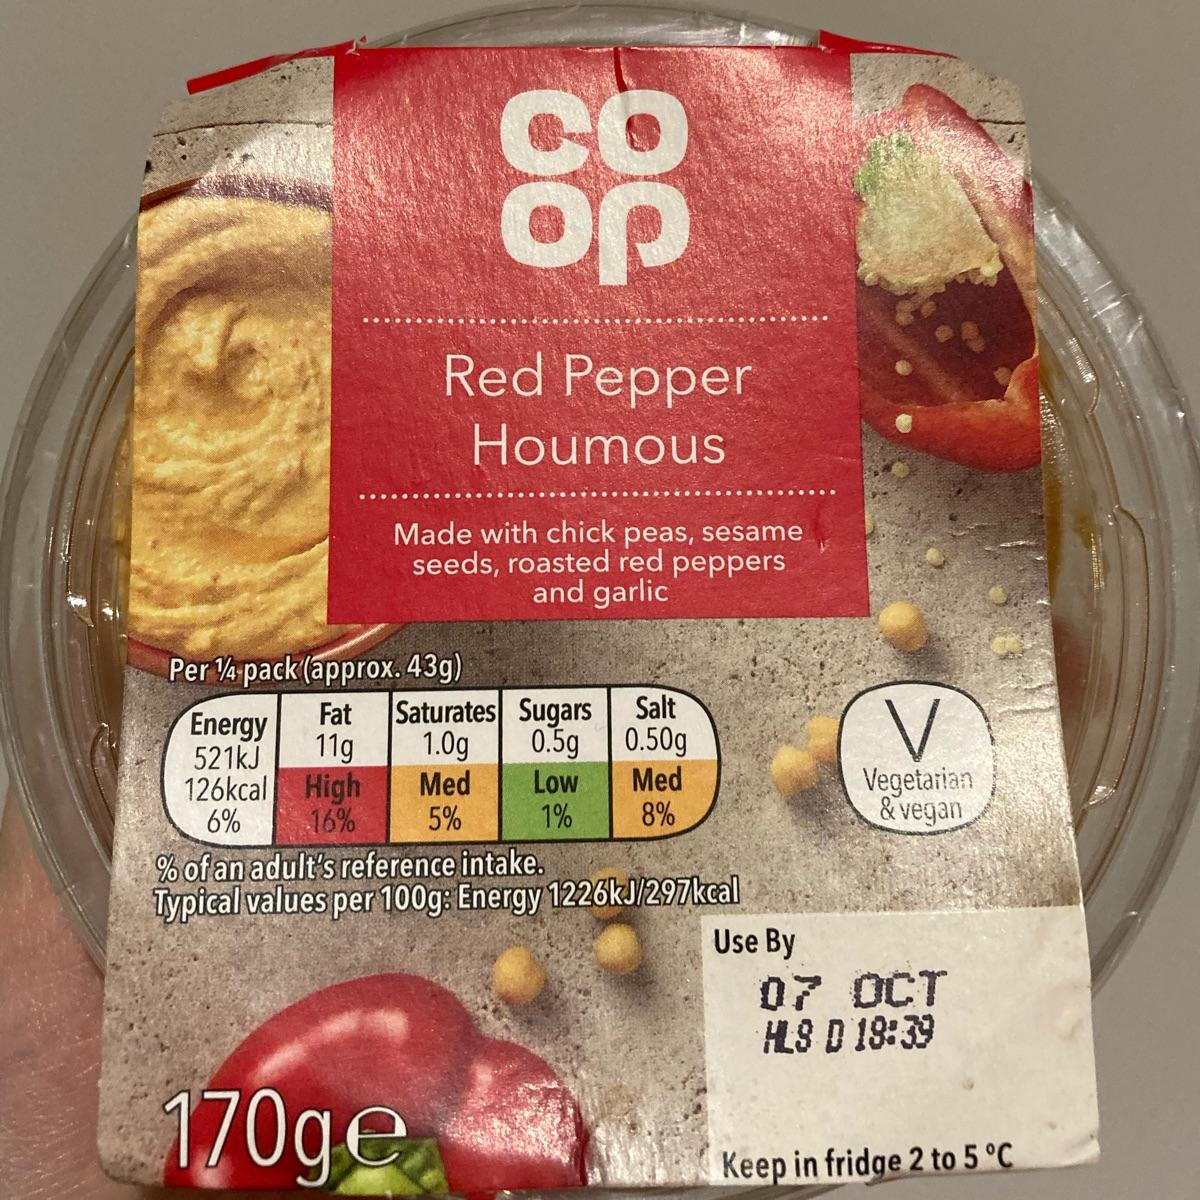 CO
OP
Red Pepper
Houmous
Made with chick peas, sesame
seeds, roasted red peppers
and garlic
Per ¼ pack (approx. 43g)
Energy 521kJ 126kcal 6%
Fat 11g High 16%
Saturates 1.0g Med 5%
Sugars 0.5g Low 1%
Salt 0.50g Med 8%
V
Vegetarian
& vegan
% of an adult's reference intake.
Typical values per 100g: Energy 1226kJ/297kcal
Use By
07 OCT
HL8 D 18:39
170g e
Keep in fridge 2 to 5 ºC